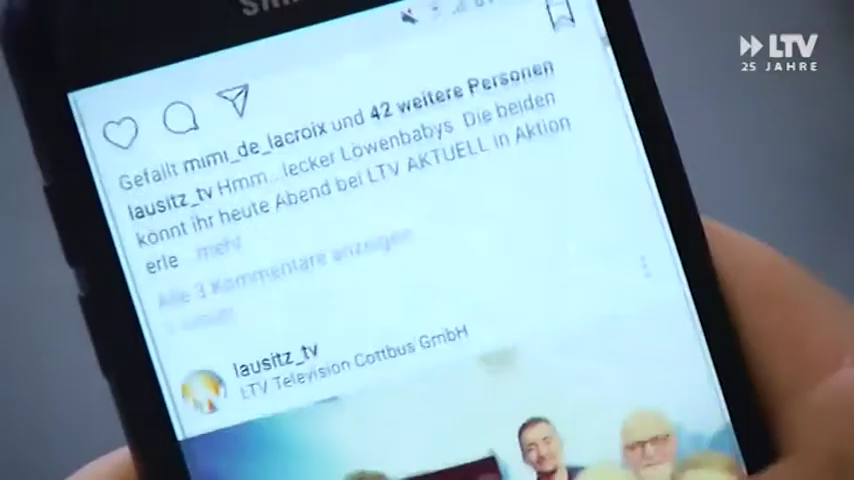 LTV
25 JAHRE
Gefällt mimi_de_lacroix und 42 weitere Personen
lausitz_tv Hmm...lecker Löwenbabys. Die beiden
könnt ihr heute Abend bei LTV AKTUELL in Aktion
erle... mehr
Alle 3 Kommentare anzeigen
lausitz_tv
LTV Television Cottbus GmbH